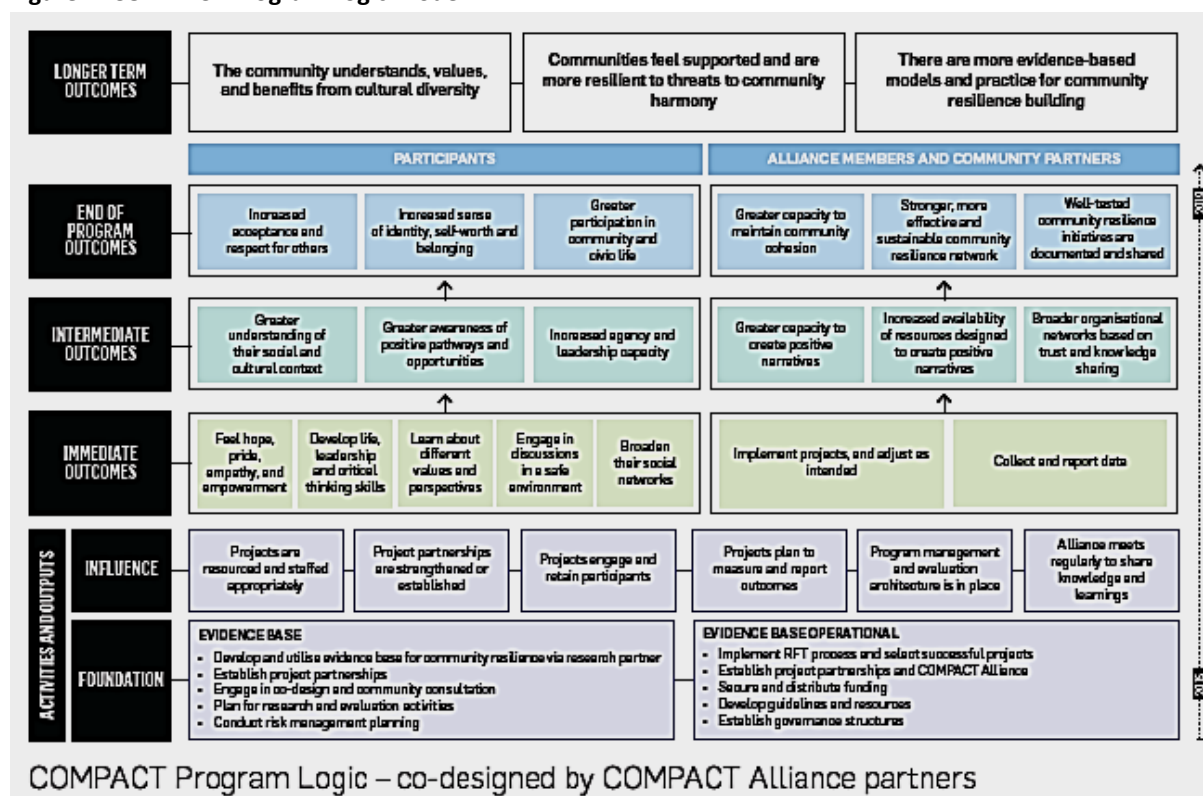 LONGER TERM
OUTCOMES
The community understands, values,
and benefits from cultural diversity
Communities feel supported and are
more resilient to threats to community
harmony
There are more evidence-based
models and practice for community
resilience building
PARTICIPANTS
ALLIANCE MEMBERS AND COMMUNITY PARTNERS
END OF
PROGRAM
OUTCOMES
Increased
acceptance and
respect for others
Increased sense
of identity, self-worth and
belonging
Greater
participation in
community and
civic life
Greater capacity to
maintain community
cohesion
Stronger, more
effective and
sustainable community
resilience network
Well-tested
community resilience
initiatives are
documented and shared
INTERMEDIATE
OUTCOMES
Greater
understanding of
their social and
cultural context
Greater awareness of
positive pathways and
opportunities
Increased agency and
leadership capacity
Greater capacity to
create positive
narratives
Increased availability
of resources designed
to create positive
narratives
Broader organisational
networks based on
trust and knowledge
sharing
IMMEDIATE
OUTCOMES
Feel hope,
pride,
empathy, and
empowerment
Develop life,
leadership
and critical
thinking skills
Learn about
different
values and
perspectives
Engage in
discussions
in a safe
environment
Broaden
their social
networks
Implement projects, and adjust as
intended
Collect and report data
ACTIVITIES AND OUTPUTS
INFLUENCE
Projects are
resourced and staffed
appropriately
Project partnerships
are strengthened or
established
Projects engage and
retain participants
Projects plan to
measure and report
outcomes
Program management
and evaluation
architecture is in place
Alliance meets
regularly to share
knowledge and
learnings
FOUNDATION
EVIDENCE BASE
• Develop and utilise evidence base for community resilience via research partner
• Establish project partnerships
• Engage in co-design and community consultation
• Plan for research and evaluation activities
• Conduct risk management planning
EVIDENCE BASE OPERATIONAL
• Implement RFT process and select successful projects
• Establish project partnerships and COMPACT Alliance
• Secure and distribute funding
• Develop guidelines and resources
• Establish governance structures
COMPACT Program Logic – co-designed by COMPACT Alliance partners